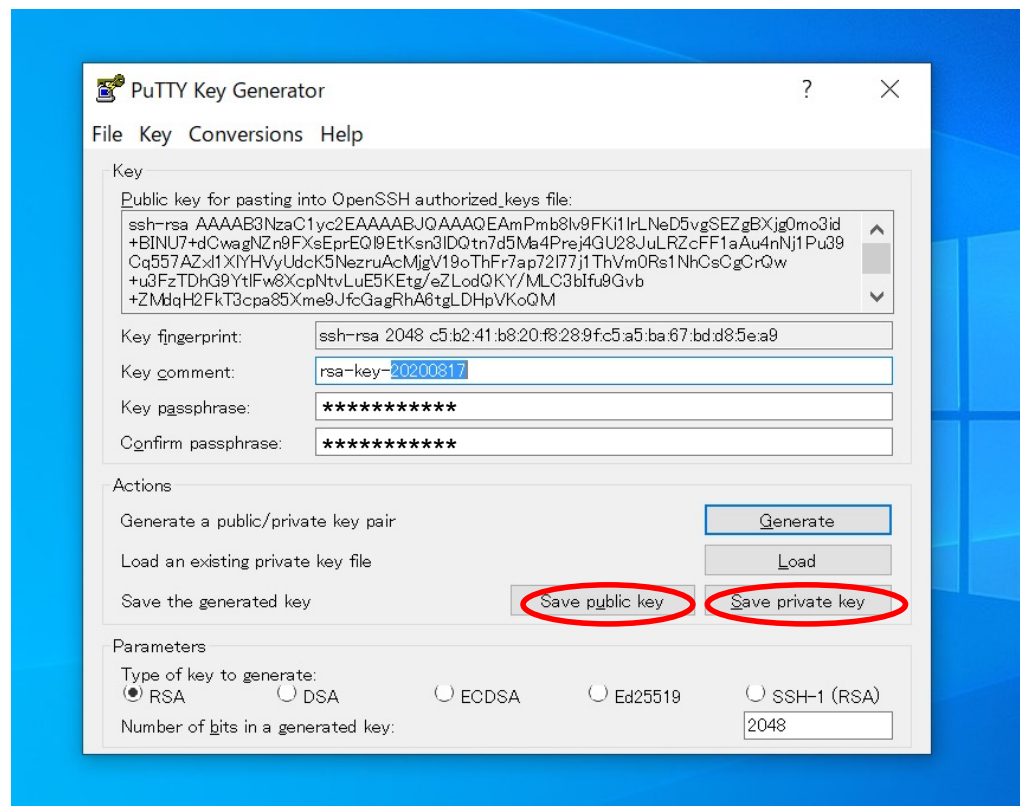 PuTTY Key Generator ?
File Key Conversions Help
Key
Public key for pasting into OpenSSH authorized_keys file:
ssh-rsa AAAAB3NzaC1yc2EAAAABJQAAAQEAmPmb8lv9FKi1IrLNeD5vgSEZgBXjg0mo3id
+BINU7+dCwagNZn9FXsEprEQI9EtKsn3IDQtn7d5Ma4Prej4GU28JuLRZcFF1aAu4nNj1Pu39
Cq557AZxI1XIYHVyUdcK5NezruAcMjgV19oThFr7ap72I77j1ThVm0Rs1NhCsCgCrQw
+u3FzTDhG9YtIFw8XcpNtvLuE5KEtg/eZLodQKY/MLC3bIfu9Gvb
+ZMdqH2FkT3cpa85Xme9JfcGagRhA6tgLDHpVKoQM
Key fingerprint: ssh-rsa 2048 c5:b2:41:b8:20:f8:28:9f:c5:a5:ba:67:bd:d8:5e:a9
Key comment: rsa-key-20200817
Key passphrase: ***********
Confirm passphrase: ***********
Actions
Generate a public/private key pair Generate
Load an existing private key file Load
Save the generated key Save public key Save private key
Parameters
Type of key to generate:
RSA DSA ECDSA Ed25519 SSH-1 (RSA)
Number of bits in a generated key: 2048